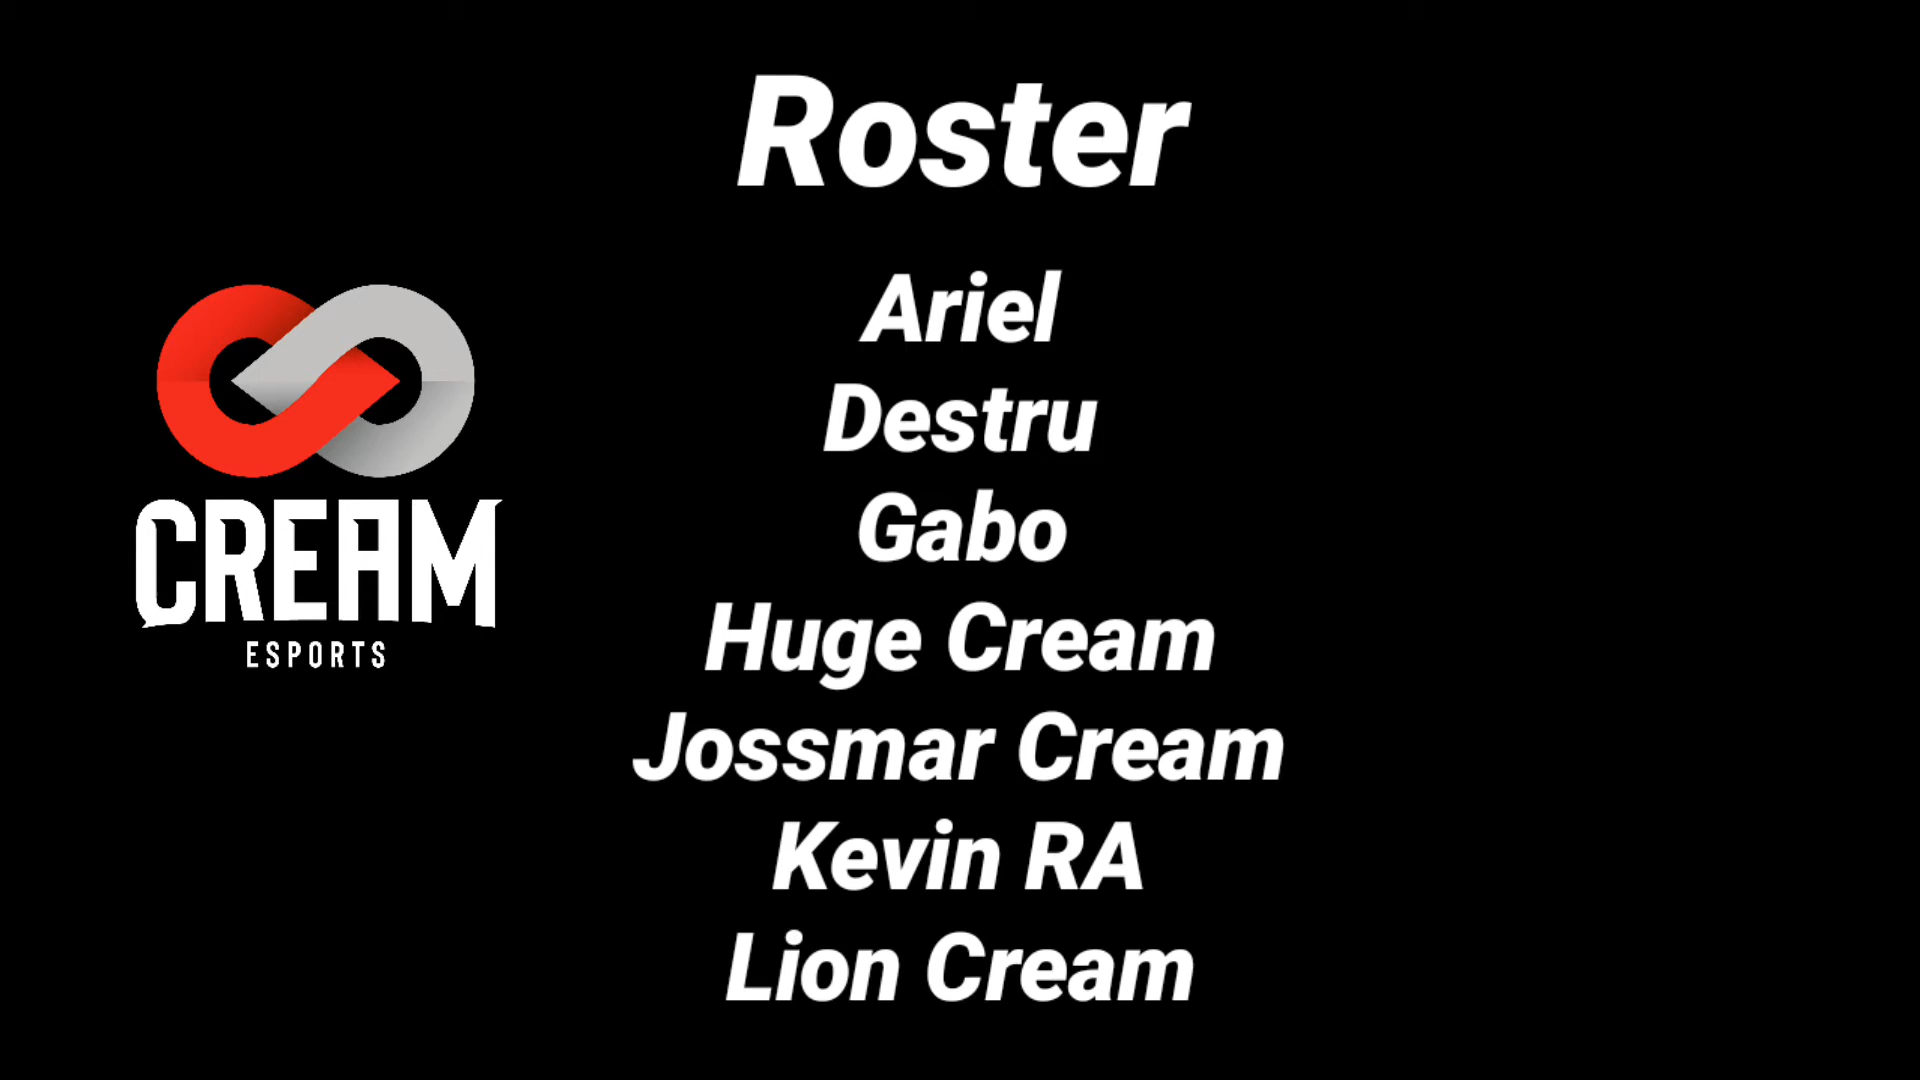 Roster
CREAM
ESPORTS
Ariel
Destru
Gabo
Huge Cream
Jossmar Cream
Kevin RA
Lion Cream